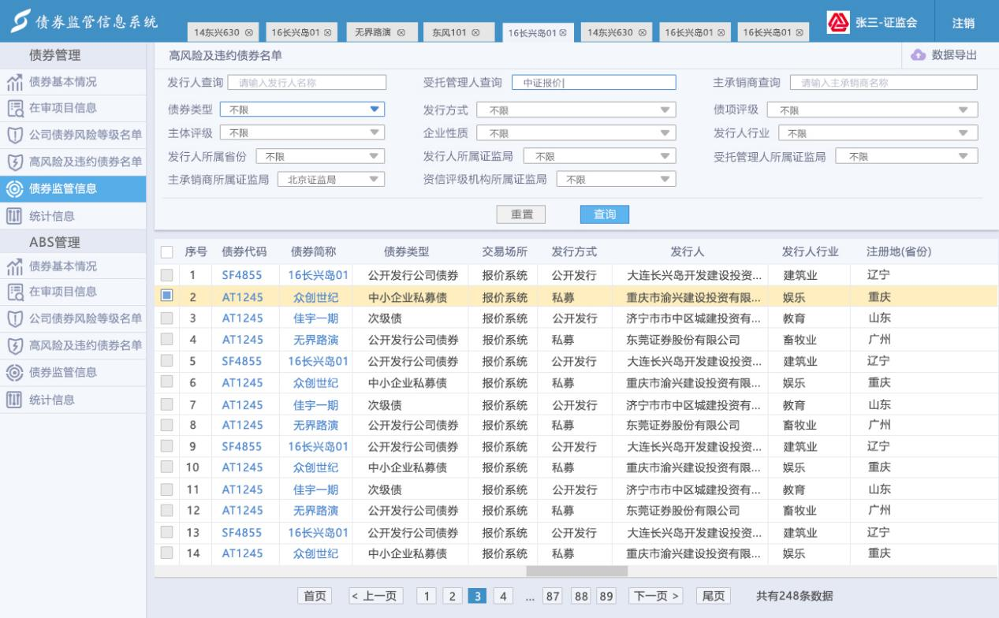 债券监管信息系统
14东兴630 16长兴岛01 无界路演 东风101 16长兴岛01 14东兴630 16长兴岛01 16长兴岛01
张三-证监会 注销
债券管理
债券基本情况
在审项目信息
公司债券风险等级名单
高风险及违约债券名单
债券监管信息
统计信息
ABS管理
债券基本情况
在审项目信息
公司债券风险等级名单
高风险及违约债券名单
债券监管信息
统计信息
高风险及违约债券名单 数据导出
发行人查询 请输入发行人名称 受托管理人查询 中证报价 主承销商查询 请输入主承销商名称
债券类型 不限 发行方式 不限 债项评级 不限
主体评级 不限 企业性质 不限 发行人行业 不限
发行人所属省份 不限 发行人所属证监局 不限 受托管理人所属证监局 不限
主承销商所属证监局 北京证监局 资信评级机构所属证监局 不限
重置 查询
序号 债券代码 债券简称 债券类型 交易场所 发行方式 发行人 发行人行业 注册地(省份)
1 SF4855 16长兴岛01 公开发行公司债券 报价系统 公开发行 大连长兴岛开发建设投资... 建筑业 辽宁
2 AT1245 众创世纪 中小企业私募债 报价系统 私募 重庆市渝兴建设投资有限... 娱乐 重庆
3 AT1245 佳宇一期 次级债 报价系统 公开发行 济宁市市中区城建投资有... 教育 山东
4 AT1245 无界路演 公开发行公司债券 报价系统 私募 东莞证券股份有限公司 畜牧业 广州
5 SF4855 16长兴岛01 公开发行公司债券 报价系统 公开发行 大连长兴岛开发建设投资... 建筑业 辽宁
6 AT1245 众创世纪 中小企业私募债 报价系统 私募 重庆市渝兴建设投资有限... 娱乐 重庆
7 AT1245 佳宇一期 次级债 报价系统 公开发行 济宁市市中区城建投资有... 教育 山东
8 AT1245 无界路演 公开发行公司债券 报价系统 私募 东莞证券股份有限公司 畜牧业 广州
9 SF4855 16长兴岛01 公开发行公司债券 报价系统 公开发行 大连长兴岛开发建设投资... 建筑业 辽宁
10 AT1245 众创世纪 中小企业私募债 报价系统 私募 重庆市渝兴建设投资有限... 娱乐 重庆
11 AT1245 佳宇一期 次级债 报价系统 公开发行 济宁市市中区城建投资有... 教育 山东
12 AT1245 无界路演 公开发行公司债券 报价系统 私募 东莞证券股份有限公司 畜牧业 广州
13 SF4855 16长兴岛01 公开发行公司债券 报价系统 公开发行 大连长兴岛开发建设投资... 建筑业 辽宁
14 AT1245 众创世纪 中小企业私募债 报价系统 私募 重庆市渝兴建设投资有限... 娱乐 重庆
首页 < 上一页 1 2 3 4 ... 87 88 89 下一页 > 尾页 共有248条数据